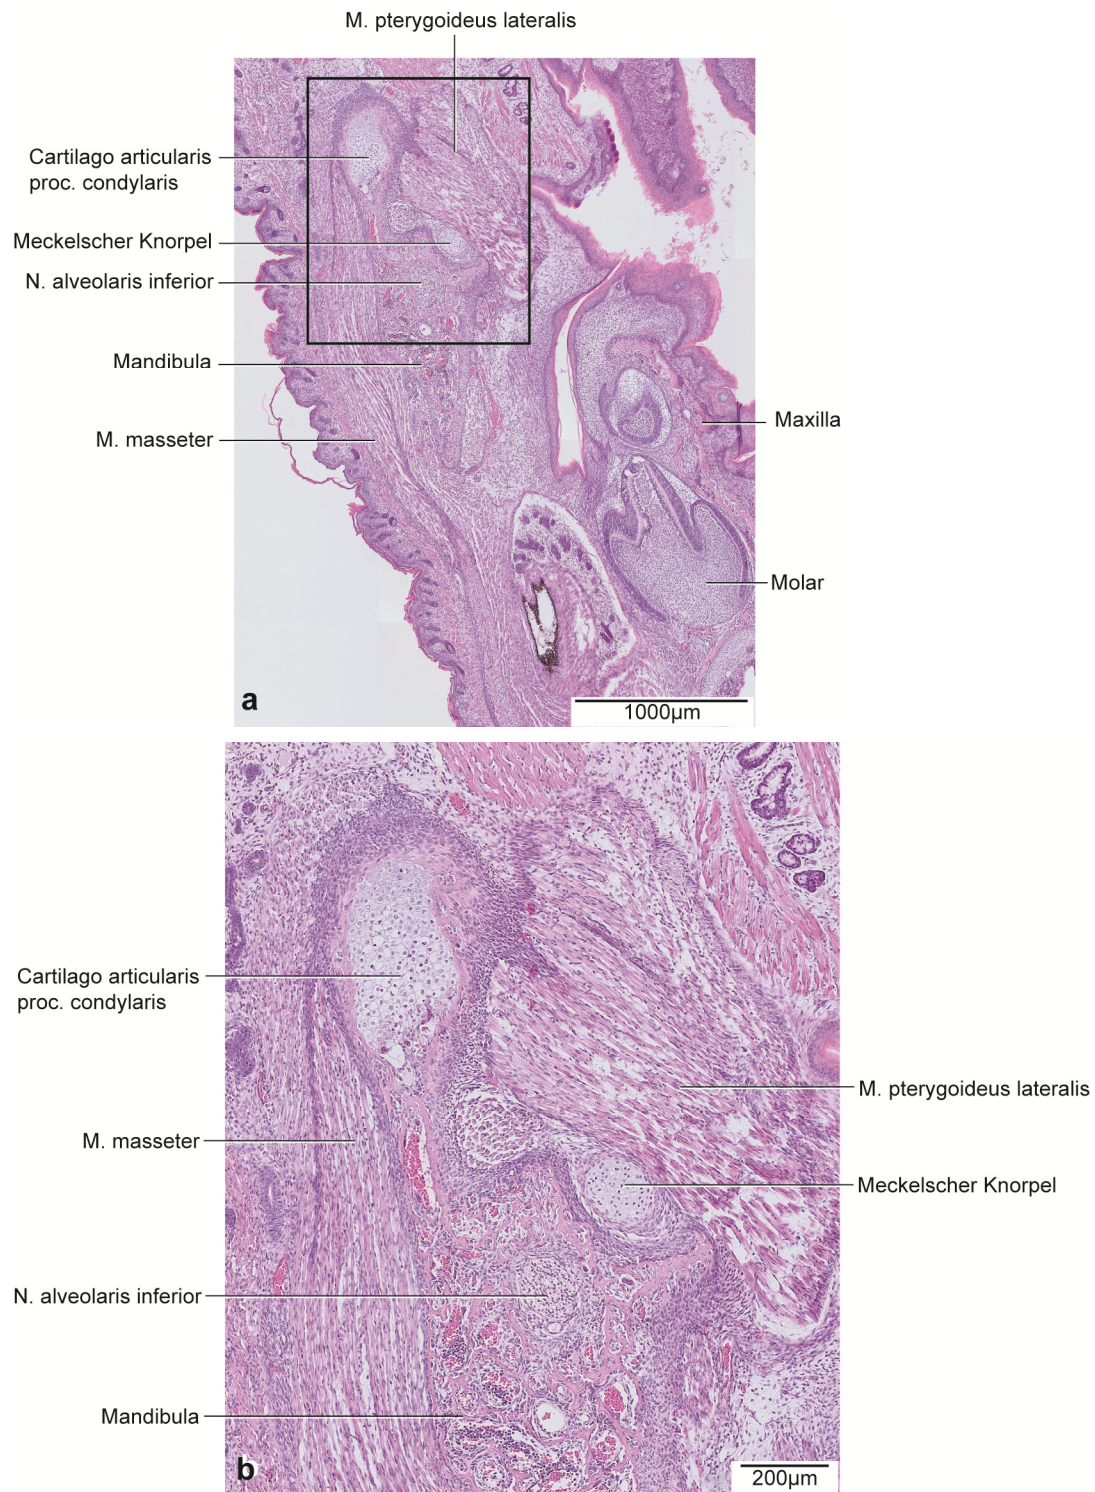 M. pterygoideus lateralis
Cartilago articularis
proc. condylaris
Meckelscher Knorpel
N. alveolaris inferior
Mandibula
M. masseter
Maxilla
Molar
a
1000µm
Cartilago articularis
proc. condylaris
M. pterygoideus lateralis
M. masseter
Meckelscher Knorpel
N. alveolaris inferior
Mandibula
b
200µm